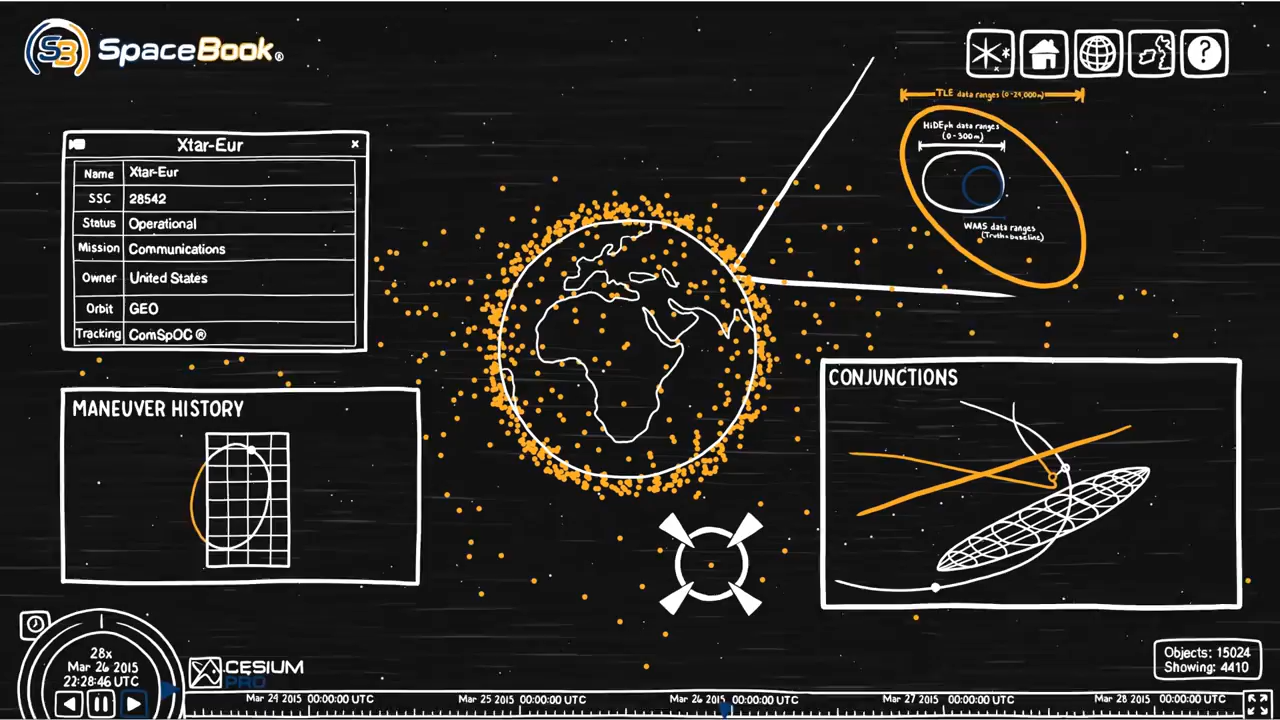 S3 SpaceBook®
?
TLE data ranges (0-24,000m)
HiDEph data ranges
(0-300m)
WAAS data ranges
(Truth=baseline)
Xtar-Eur ×
Name Xtar-Eur
SSC 28542
Status Operational
Mission Communications
Owner United States
Orbit GEO
Tracking ComSpOC ®
CONJUNCTIONS
MANEUVER HISTORY
28x
Mar 26 2015
22:28:46 UTC
CESIUM
PRO
Objects: 15024
Showing: 4410
Mar 24 2015 00:00:00 UTC Mar 25 2015 00:00:00 UTC Mar 26 2015 00:00:00 UTC Mar 27 2015 00:00:00 UTC Mar 28 2015 00:00:00 UTC